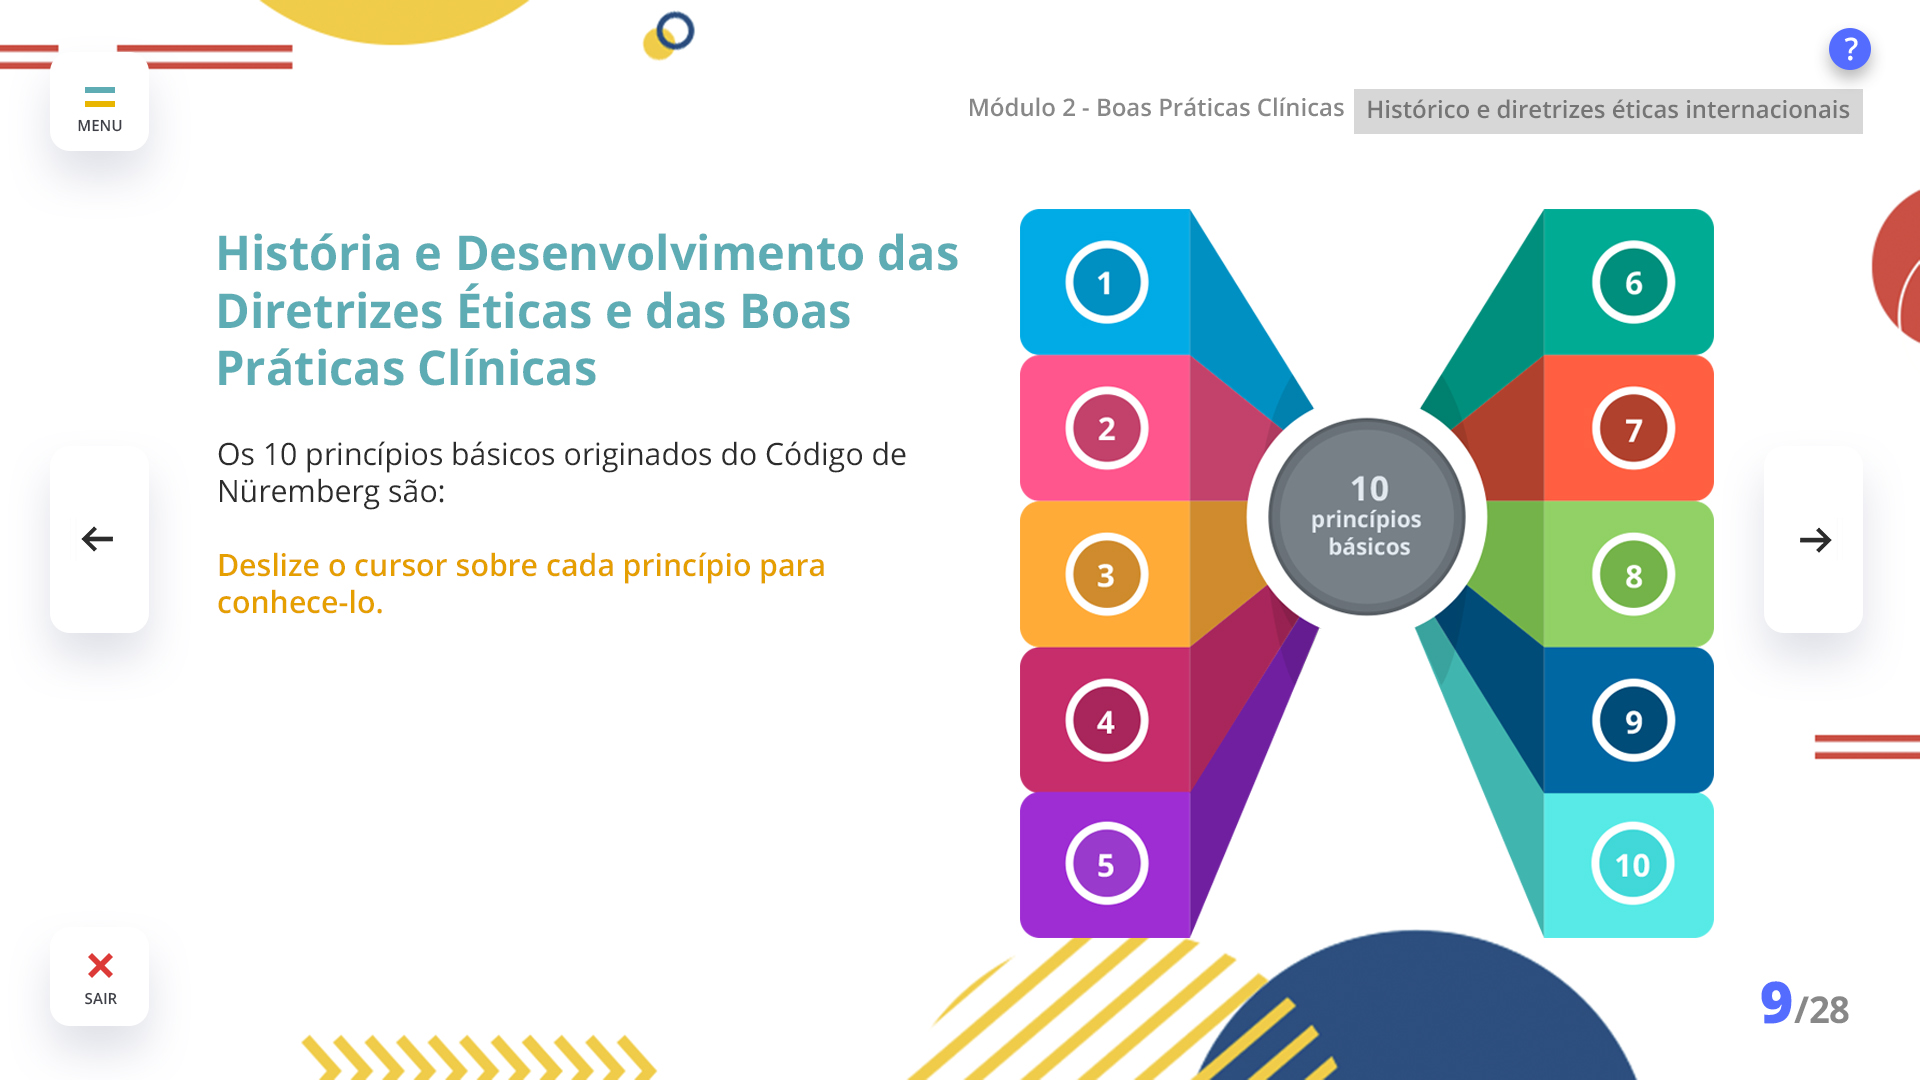 ?
MENU
Módulo 2 - Boas Práticas Clínicas
Histórico e diretrizes éticas internacionais
História e Desenvolvimento das
Diretrizes Éticas e das Boas
Práticas Clínicas
Os 10 princípios básicos originados do Código de
Nüremberg são:
Deslize o cursor sobre cada princípio para
conhece-lo.
1
2
3
4
5
10
princípios
básicos
6
7
8
9
10
SAIR
9/28